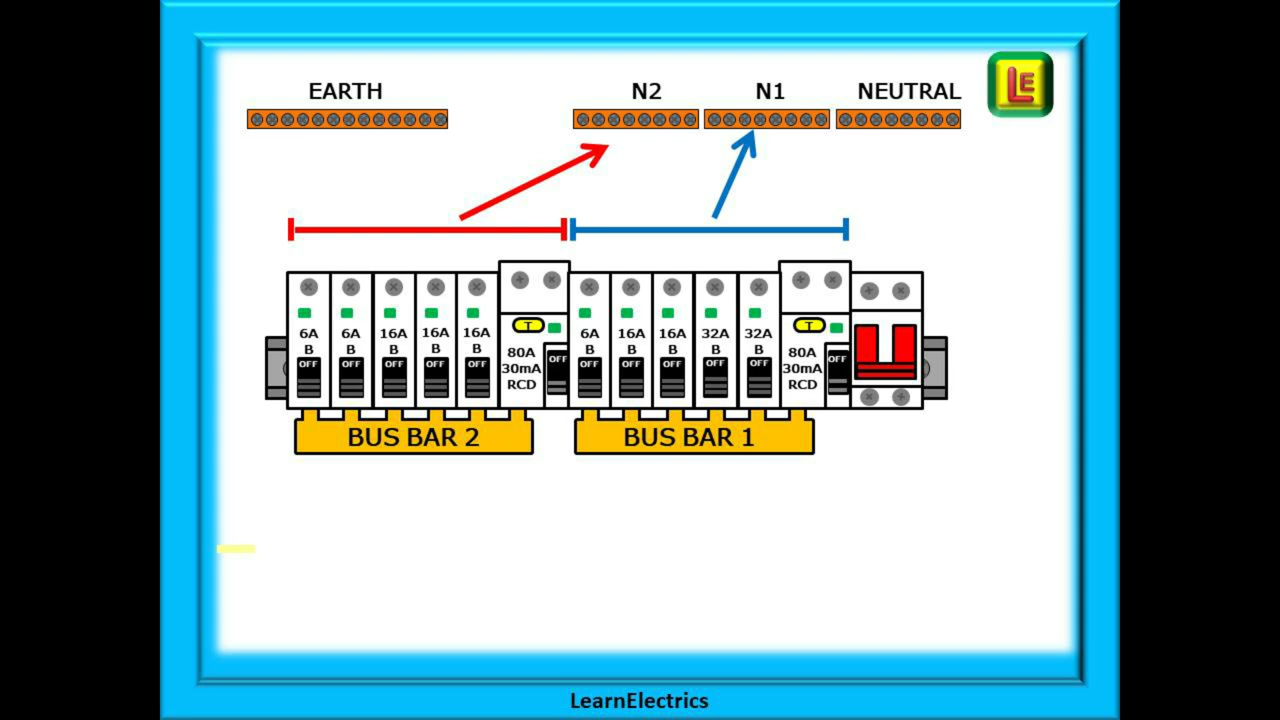 EARTH
N2
N1
NEUTRAL
LE
6A
B
OFF
6A
B
OFF
16A
B
OFF
16A
B
OFF
16A
B
OFF
T
80A
30mA
RCD
OFF
6A
B
OFF
16A
B
OFF
16A
B
OFF
32A
B
OFF
32A
B
OFF
T
80A
30mA
RCD
OFF
BUS BAR 2
BUS BAR 1
LearnElectrics